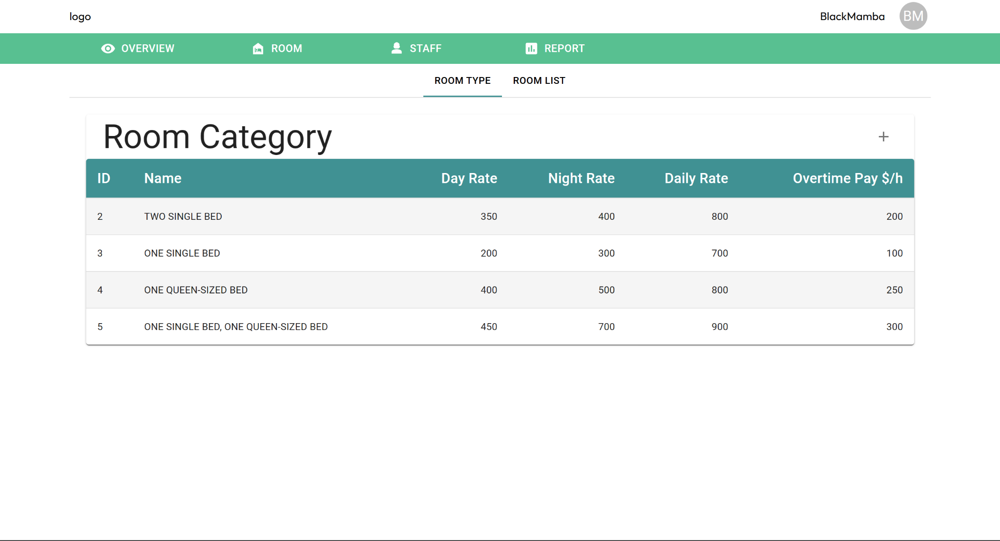 logo
BlackMamba BM
OVERVIEW ROOM STAFF REPORT
ROOM TYPE ROOM LIST
Room Category +
ID Name Day Rate Night Rate Daily Rate Overtime Pay $/h
2 TWO SINGLE BED 350 400 800 200
3 ONE SINGLE BED 200 300 700 100
4 ONE QUEEN-SIZED BED 400 500 800 250
5 ONE SINGLE BED, ONE QUEEN-SIZED BED 450 700 900 300